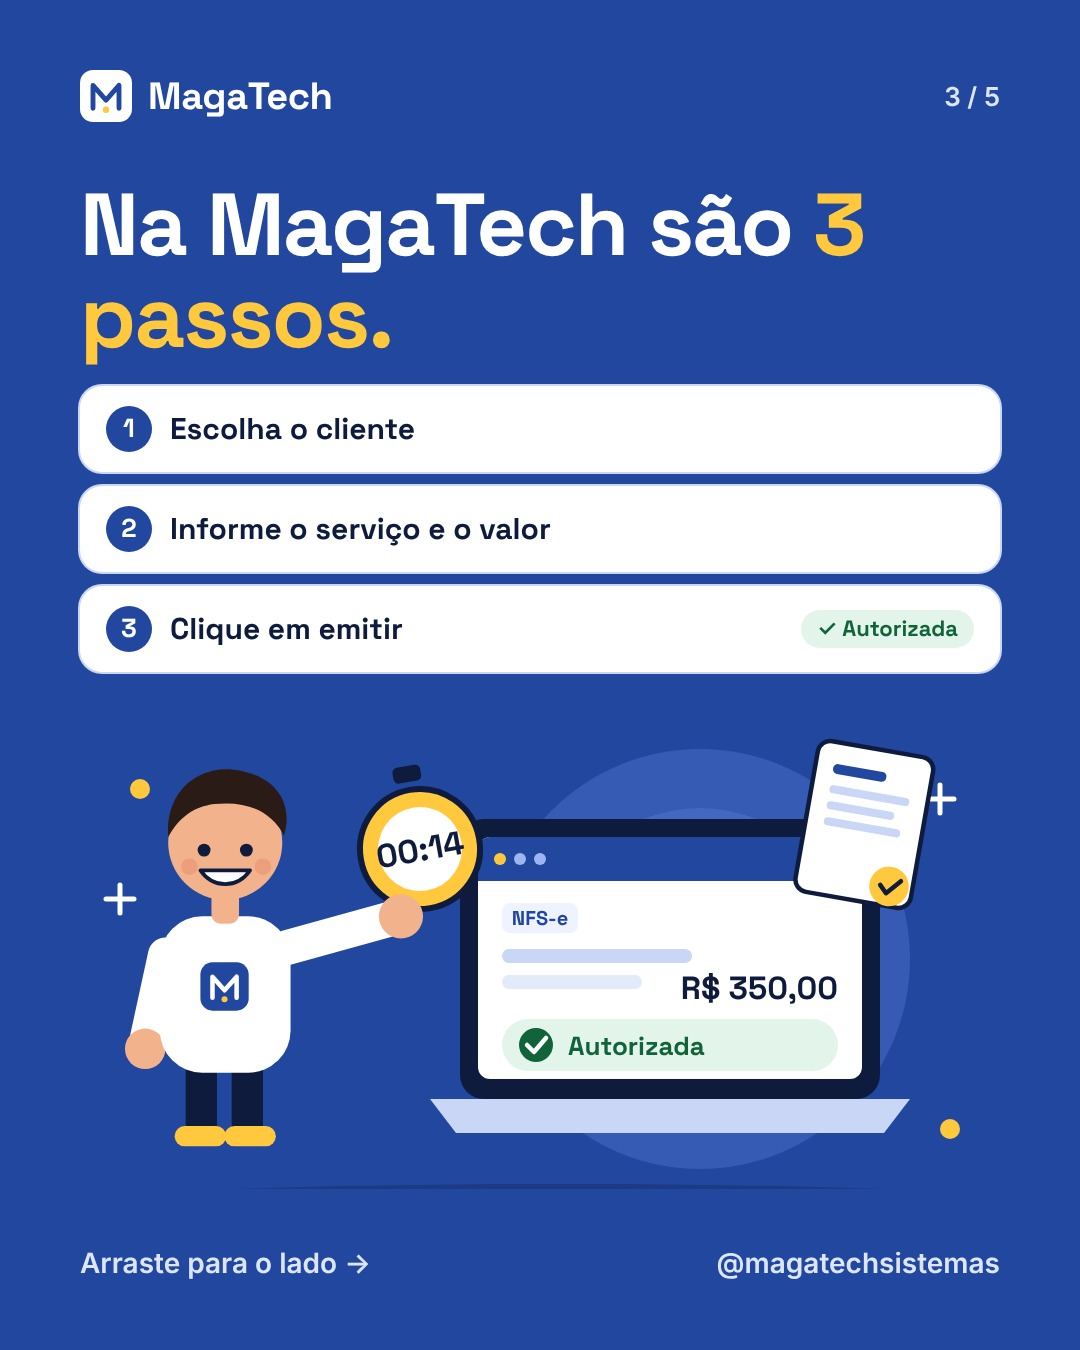 MagaTech
3 / 5
Na MagaTech são 3
passos.
1 Escolha o cliente
2 Informe o serviço e o valor
3 Clique em emitir
✓ Autorizada
00:14
NFS-e
R$ 350,00
Autorizada
Arraste para o lado →
@magatechsistemas